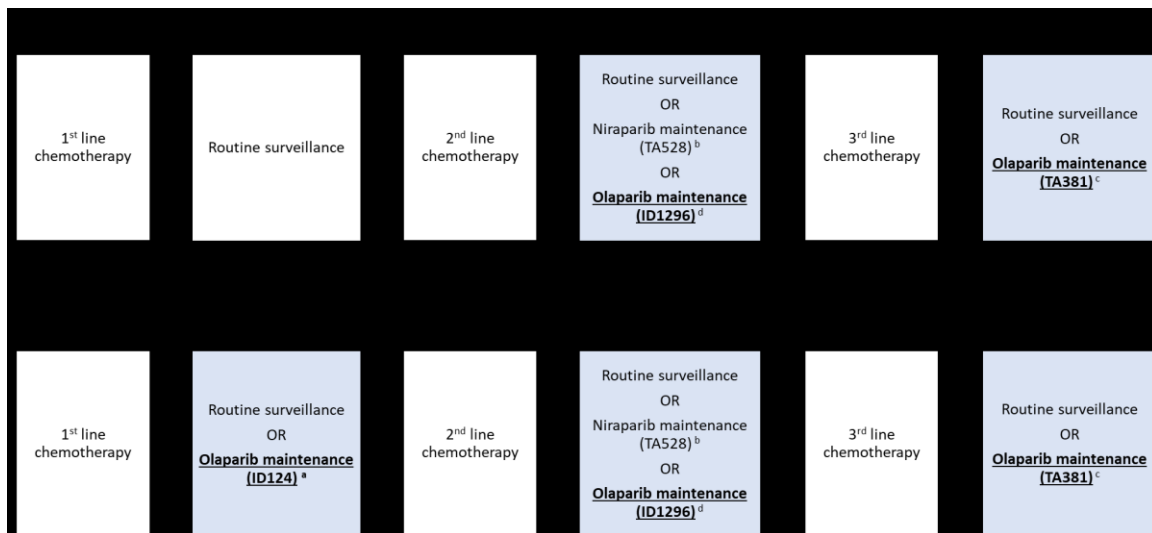 1st line
chemotherapy
Routine surveillance
2nd line
chemotherapy
Routine surveillance
OR
Niraparib maintenance
(TA528) b
OR
Olaparib maintenance
(ID1296) d
3rd line
chemotherapy
Routine surveillance
OR
Olaparib maintenance
(TA381) c
1st line
chemotherapy
Routine surveillance
OR
Olaparib maintenance
(ID124) a
2nd line
chemotherapy
Routine surveillance
OR
Niraparib maintenance
(TA528) b
OR
Olaparib maintenance
(ID1296) d
3rd line
chemotherapy
Routine surveillance
OR
Olaparib maintenance
(TA381) c